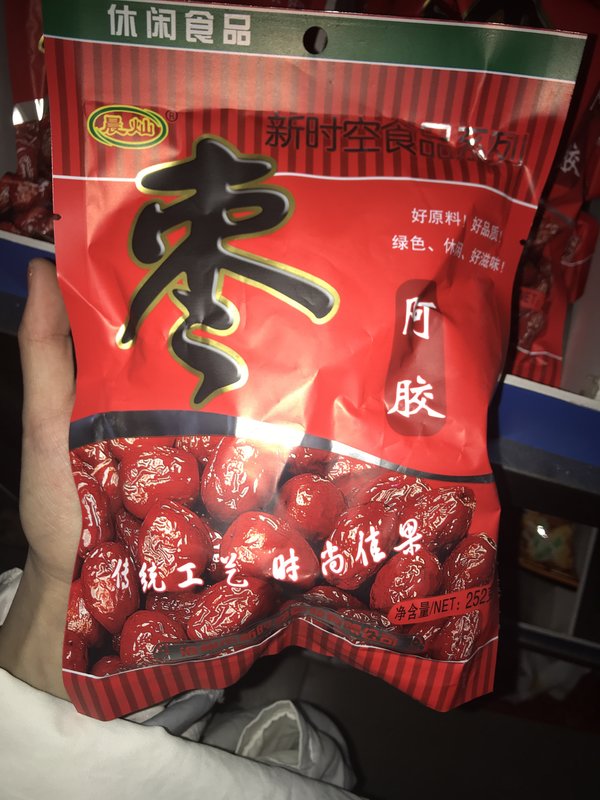 休闲食品
晨灿®
新时空食品系列
枣
好原料！好品质！
绿色、休闲、好滋味！
阿胶
传统工艺 时尚佳果
净含量/NET：252